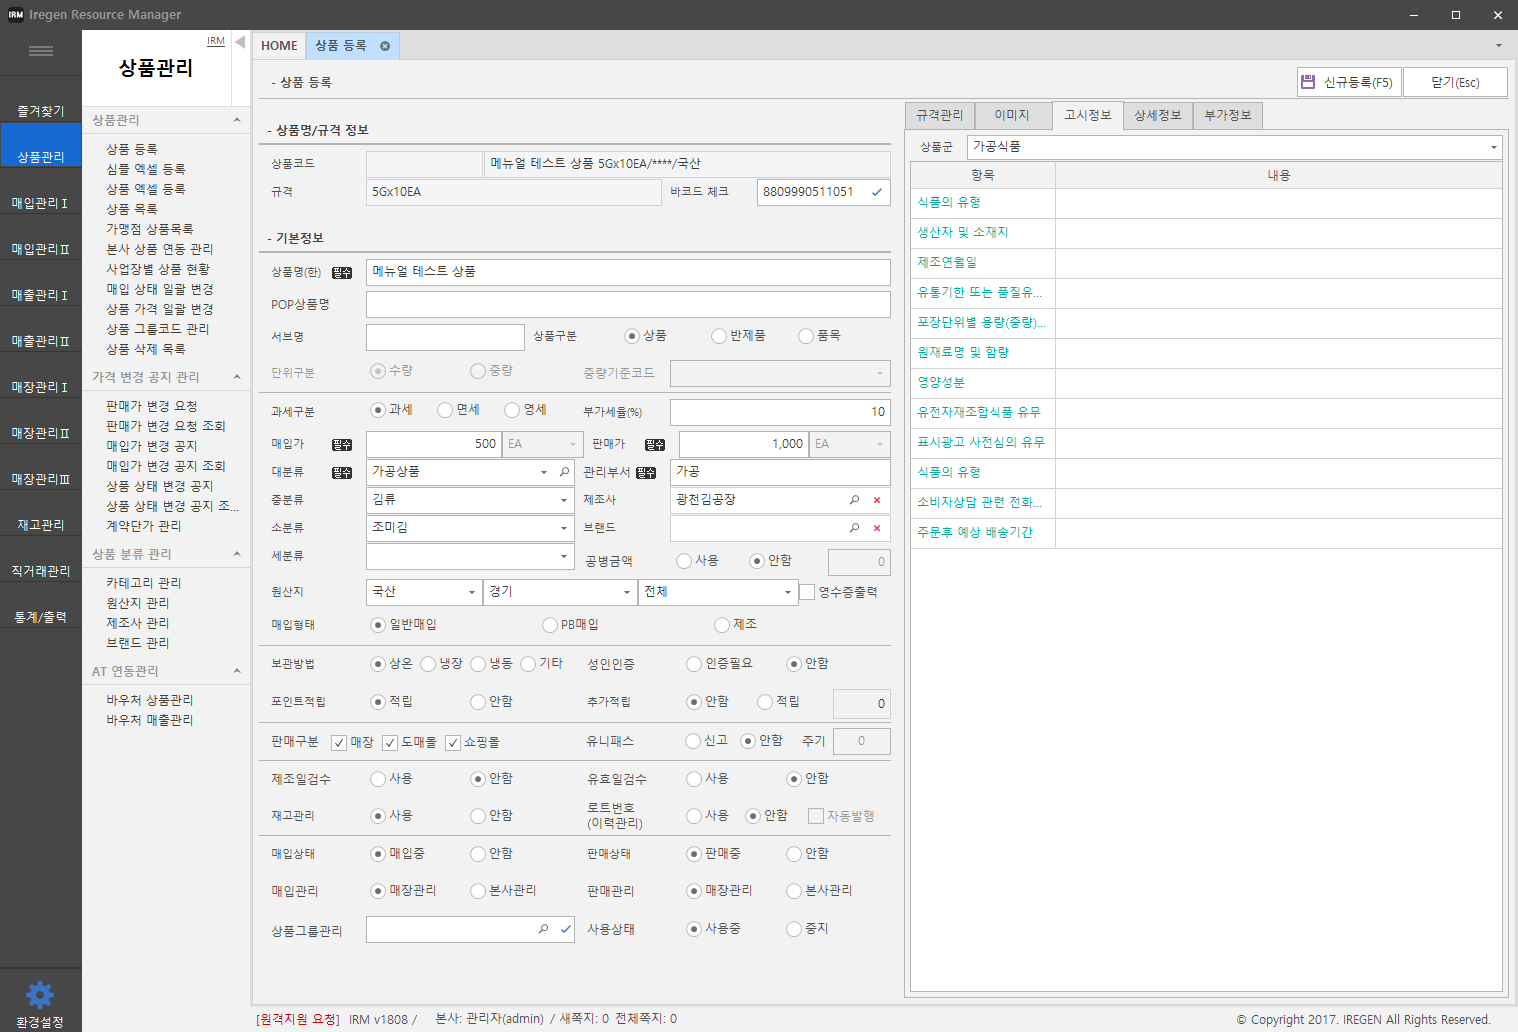 IRM Iregen Resource Manager
즐겨찾기
상품관리
매입관리 I
매입관리 II
매출관리 I
매출관리 II
매장관리 I
매장관리 II
매장관리 III
재고관리
직거래관리
통계/출력
환경설정
IRM
상품관리
상품관리
상품 등록
심플 엑셀 등록
상품 엑셀 등록
상품 목록
가맹점 상품목록
본사 상품 연동 관리
사업장별 상품 현황
매입 상태 일괄 변경
상품 가격 일괄 변경
상품 그룹코드 관리
상품 삭제 목록
가격 변경 공지 관리
판매가 변경 요청
판매가 변경 요청 조회
매입가 변경 공지
매입가 변경 공지 조회
상품 상태 변경 공지
상품 상태 변경 공지 조...
계약단가 관리
상품 분류 관리
카테고리 관리
원산지 관리
제조사 관리
브랜드 관리
AT 연동관리
바우처 상품관리
바우처 매출관리
HOME 상품 등록
- 상품 등록
신규등록(F5) 닫기(Esc)
- 상품명/규격 정보
상품코드 메뉴얼 테스트 상품 5Gx10EA/****/국산
규격 5Gx10EA 바코드 체크 8809990511051
- 기본정보
상품명(한) 필수 메뉴얼 테스트 상품
POP상품명
서브명 상품구분 상품 반제품 품목
단위구분 수량 중량 중량기준코드
과세구분 과세 면세 영세 부가세율(%) 10
매입가 필수 500 EA 판매가 필수 1,000 EA
대분류 필수 가공상품 관리부서 필수 가공
중분류 김류 제조사 광천김공장
소분류 조미김 브랜드
세분류 공병금액 사용 안함 0
원산지 국산 경기 전체 영수증출력
매입형태 일반매입 PB매입 제조
보관방법 상온 냉장 냉동 기타 성인인증 인증필요 안함
포인트적립 적립 안함 추가적립 안함 적립 0
판매구분 매장 도매몰 쇼핑몰 유니패스 신고 안함 주기 0
제조일검수 사용 안함 유효일검수 사용 안함
재고관리 사용 안함 로트번호 사용 안함 자동발행
(이력관리)
매입상태 매입중 안함 판매상태 판매중 안함
매입관리 매장관리 본사관리 판매관리 매장관리 본사관리
상품그룹관리 사용상태 사용중 중지
규격관리 이미지 고시정보 상세정보 부가정보
상품군 가공식품
항목 내용
식품의 유형
생산자 및 소재지
제조연월일
유통기한 또는 품질유...
포장단위별 용량(중량)...
원재료명 및 함량
영양성분
유전자재조합식품 유무
표시광고 사전심의 유무
식품의 유형
소비자상담 관련 전화...
주문후 예상 배송기간
[원격지원 요청] IRM v1808 / 본사: 관리자(admin) / 새쪽지: 0 전체쪽지: 0
© Copyright 2017. IREGEN All Rights Reserved.